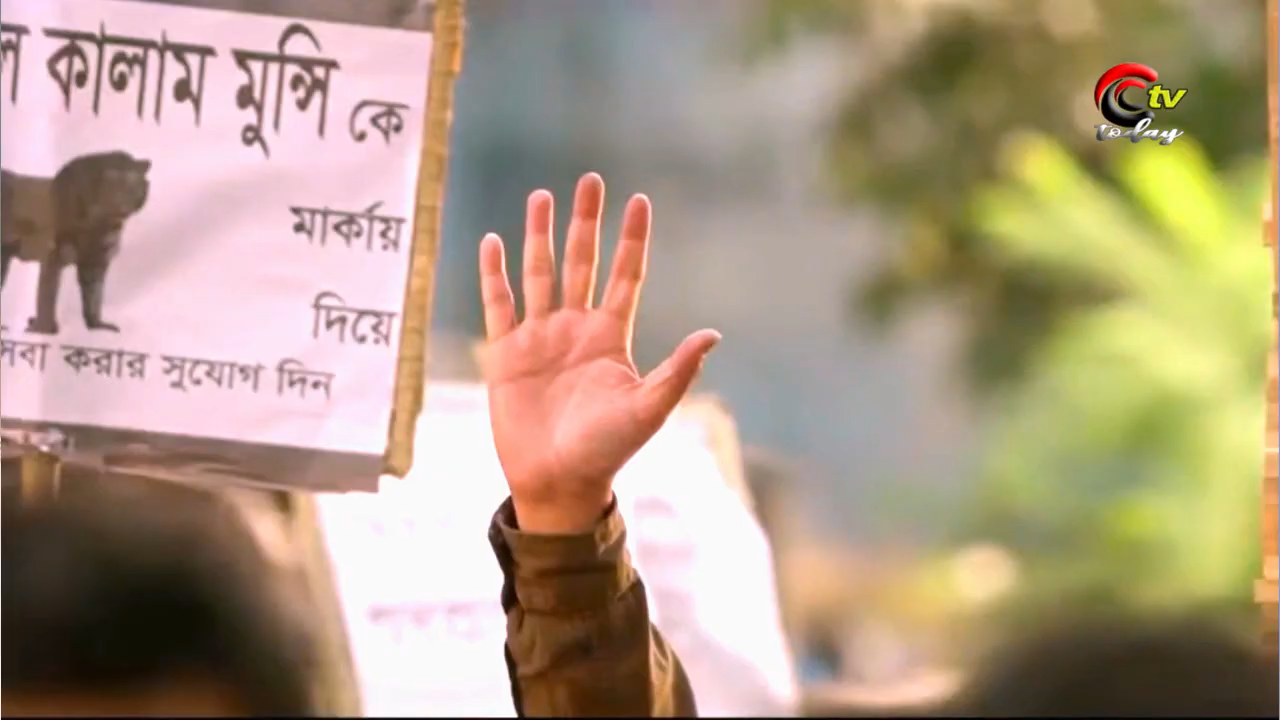 কালাম মুন্সি কে
মার্কায়
দিয়ে
সেবা করার সুযোগ দিন
tv
today